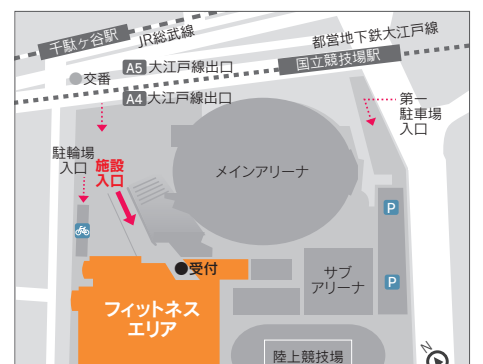 千駄ヶ谷駅
JR総武線
都営地下鉄大江戸線
国立競技場駅
A5 大江戸線出口
交番
A4 大江戸線出口
第一
駐車場
入口
駐輪場
入口
施設
入口
メインアリーナ
P
受付
サブ
アリーナ
P
フィットネス
エリア
陸上競技場
N